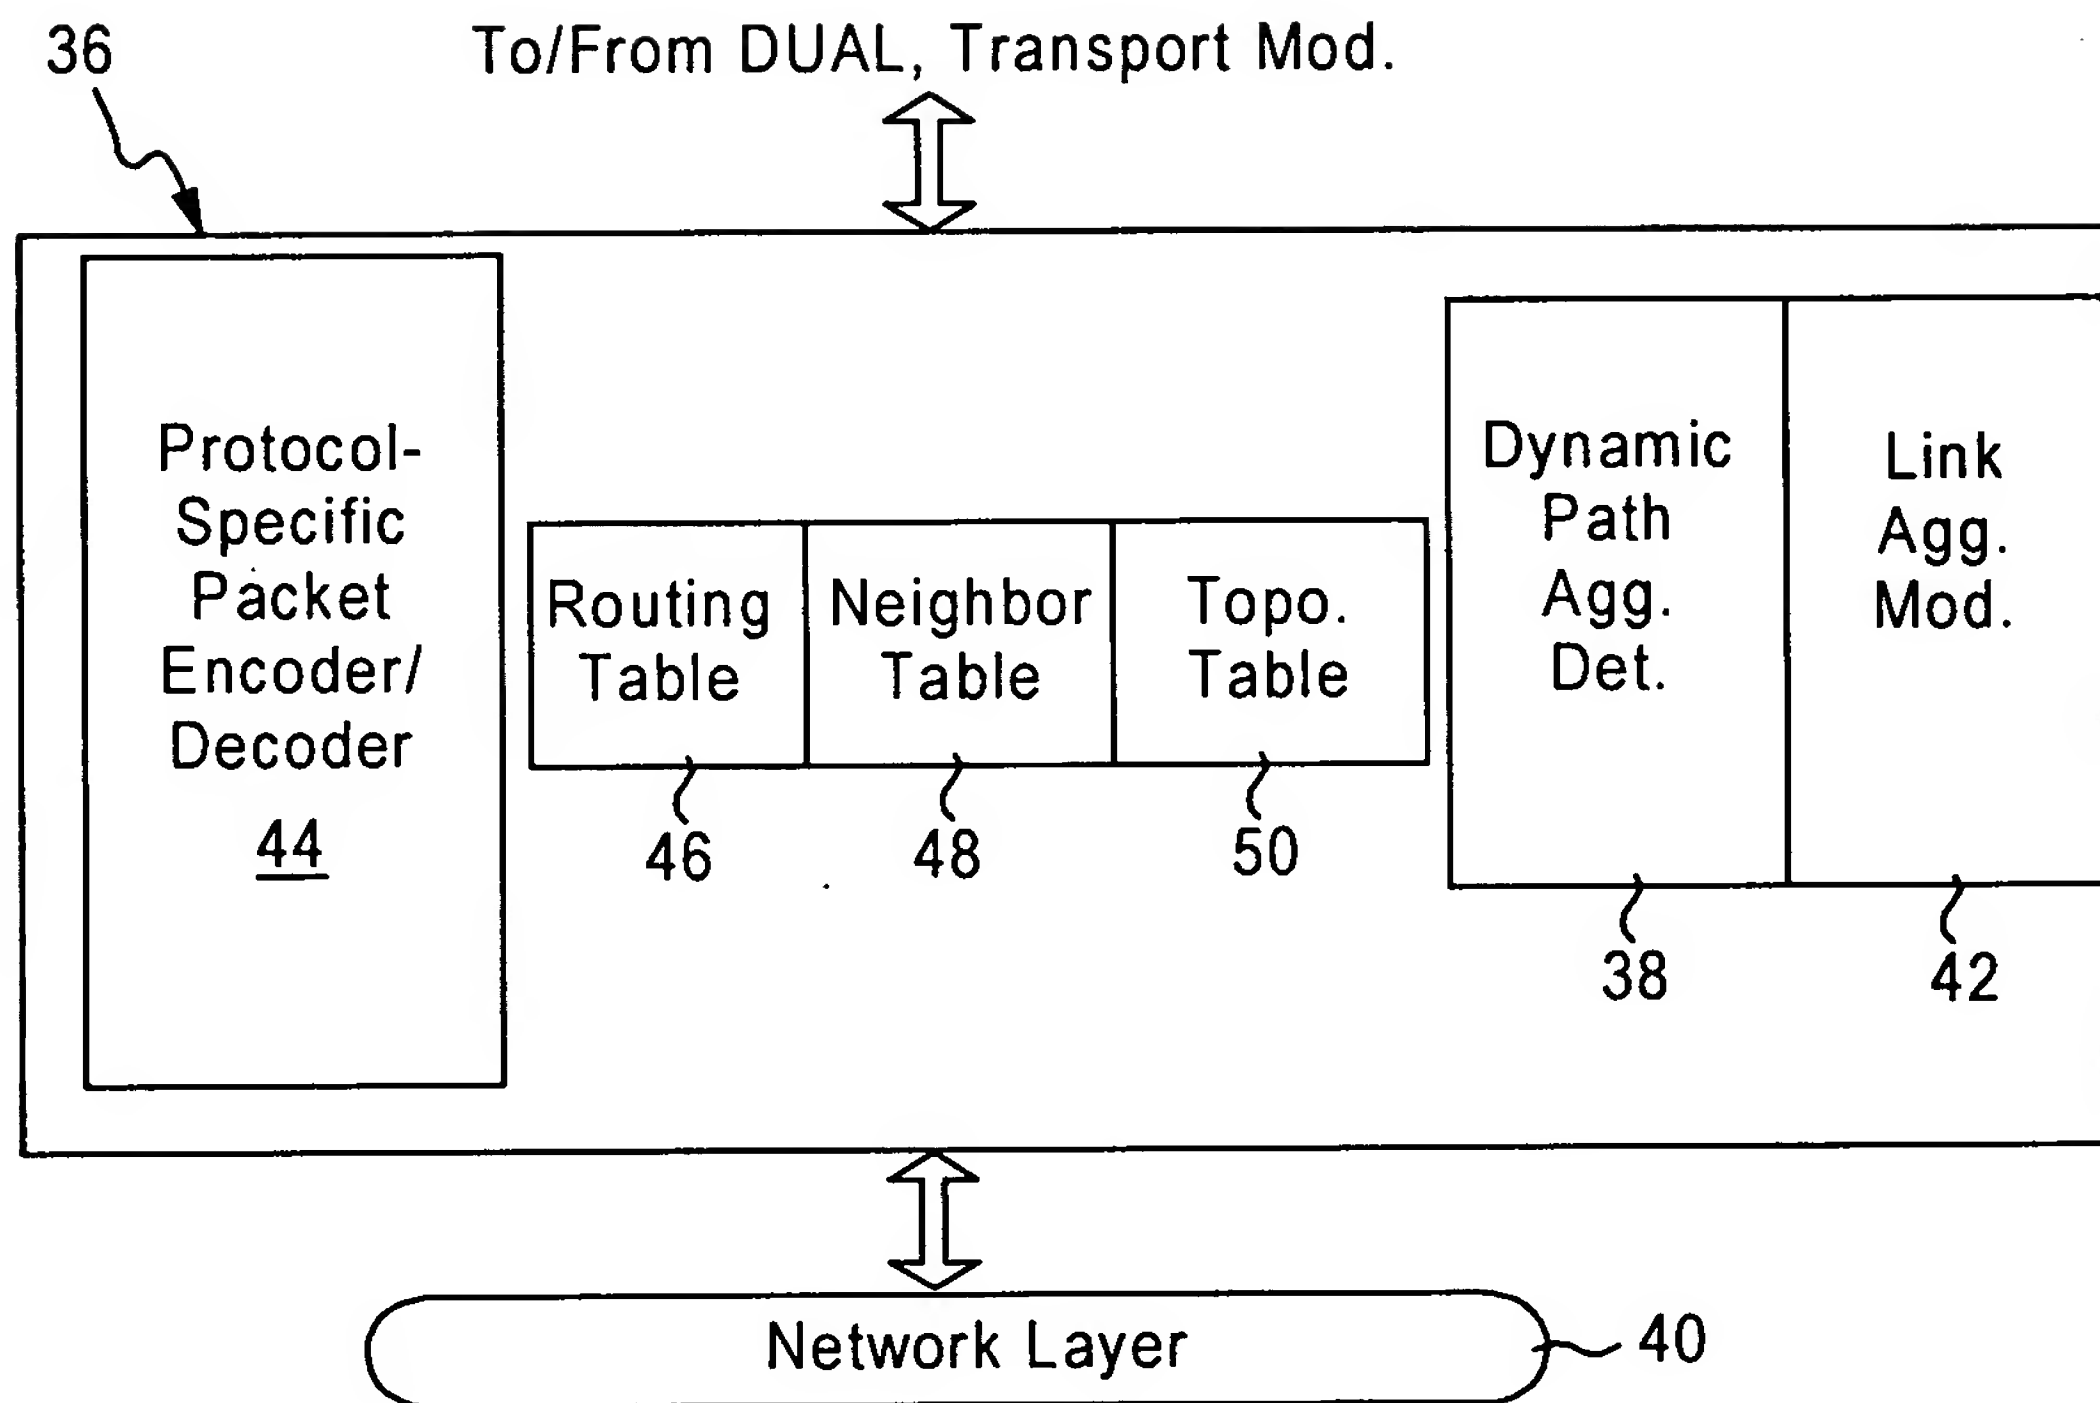 36
To/From DUAL, Transport Mod.
Protocol-
Specific
Packet
Encoder/
Decoder
44
Routing
Table
Neighbor
Table
Topo.
Table
Dynamic
Path
Agg.
Det.
Link
Agg.
Mod.
46
48
50
38
42
Network Layer
40